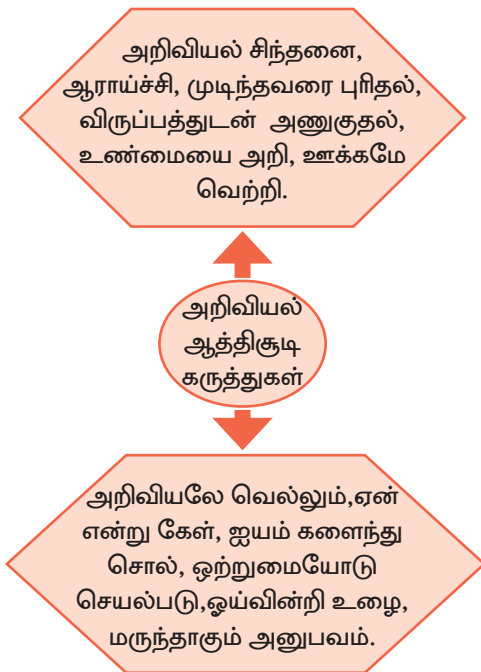 அறிவியல் சிந்தனை,
ஆராய்ச்சி, முடிந்தவரை புரிதல்,
விருப்பத்துடன் அணுகுதல்,
உண்மையை அறி, ஊக்கமே
வெற்றி.
அறிவியல்
ஆத்திசூடி
கருத்துகள்
அறிவியலே வெல்லும்,ஏன்
என்று கேள், ஐயம் களைந்து
சொல், ஒற்றுமையோடு
செயல்படு,ஓய்வின்றி உழை,
மருந்தாகும் அனுபவம்.